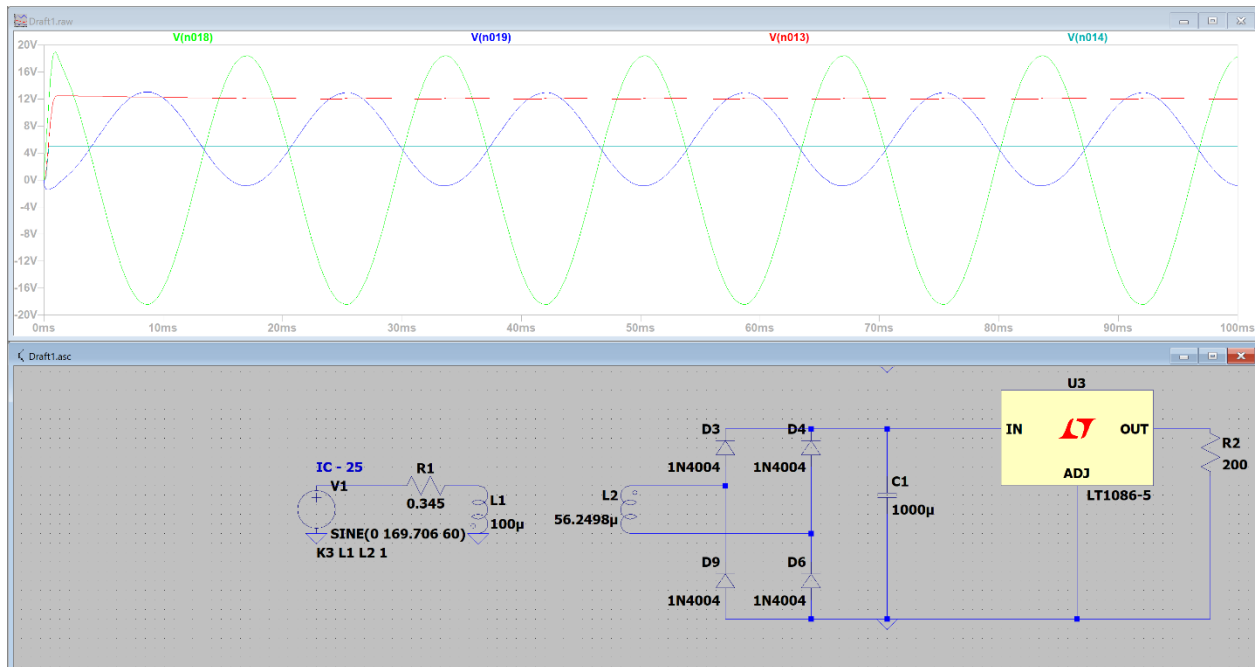 Draft1.raw
V(n018) V(n019) V(n013) V(n014)
20V
16V
12V
8V
4V
0V
-4V
-8V
-12V
-16V
-20V
0ms 10ms 20ms 30ms 40ms 50ms 60ms 70ms 80ms 90ms 100ms
Draft1.asc
U3
IN OUT
ADJ
LT1086-5
R2
200
D3 D4
1N4004 1N4004
IC - 25
V1
R1
0.345
L1
100µ
SINE(0 169.706 60)
K3 L1 L2 1
L2
56.2498µ
C1
1000µ
D9 D6
1N4004 1N4004